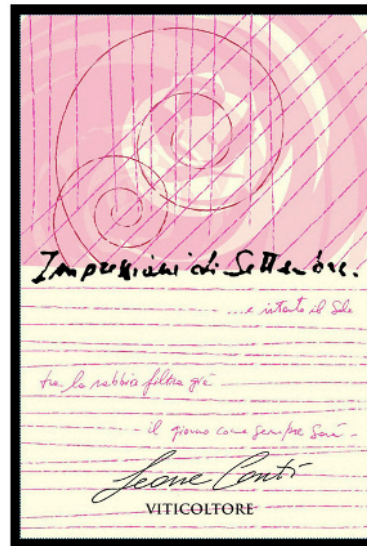 Impressioni di Settembre.
...e intanto il Sole
tra la nebbia filtra già
il giorno come sempre sarà -
Leone Conti
VITICOLTORE